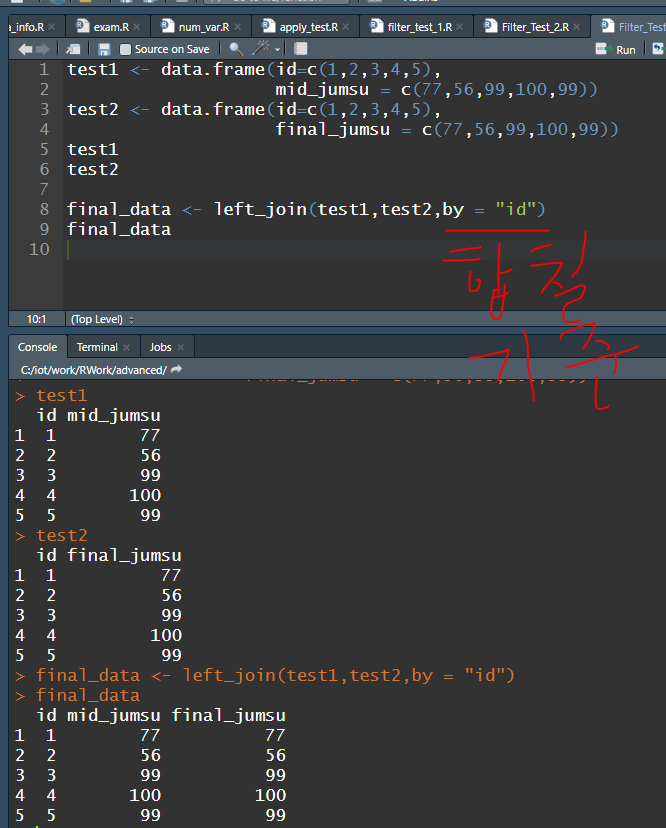 a_info.R
exam.R
num_var.R
apply_test.R
filter_test_1.R
Filter_Test_2.R
Filter_Test
Source on Save
Run
1 test1 <- data.frame(id=c(1,2,3,4,5),
2 mid_jumsu = c(77,56,99,100,99))
3 test2 <- data.frame(id=c(1,2,3,4,5),
4 final_jumsu = c(77,56,99,100,99))
5 test1
6 test2
7
8 final_data <- left_join(test1,test2,by = "id")
9 final_data
10
합칠
기준
10:1 (Top Level)
Console Terminal Jobs
C:/iot/work/RWork/advanced/
> test1
id mid_jumsu
1 1 77
2 2 56
3 3 99
4 4 100
5 5 99
> test2
id final_jumsu
1 1 77
2 2 56
3 3 99
4 4 100
5 5 99
> final_data <- left_join(test1,test2,by = "id")
> final_data
id mid_jumsu final_jumsu
1 1 77 77
2 2 56 56
3 3 99 99
4 4 100 100
5 5 99 99